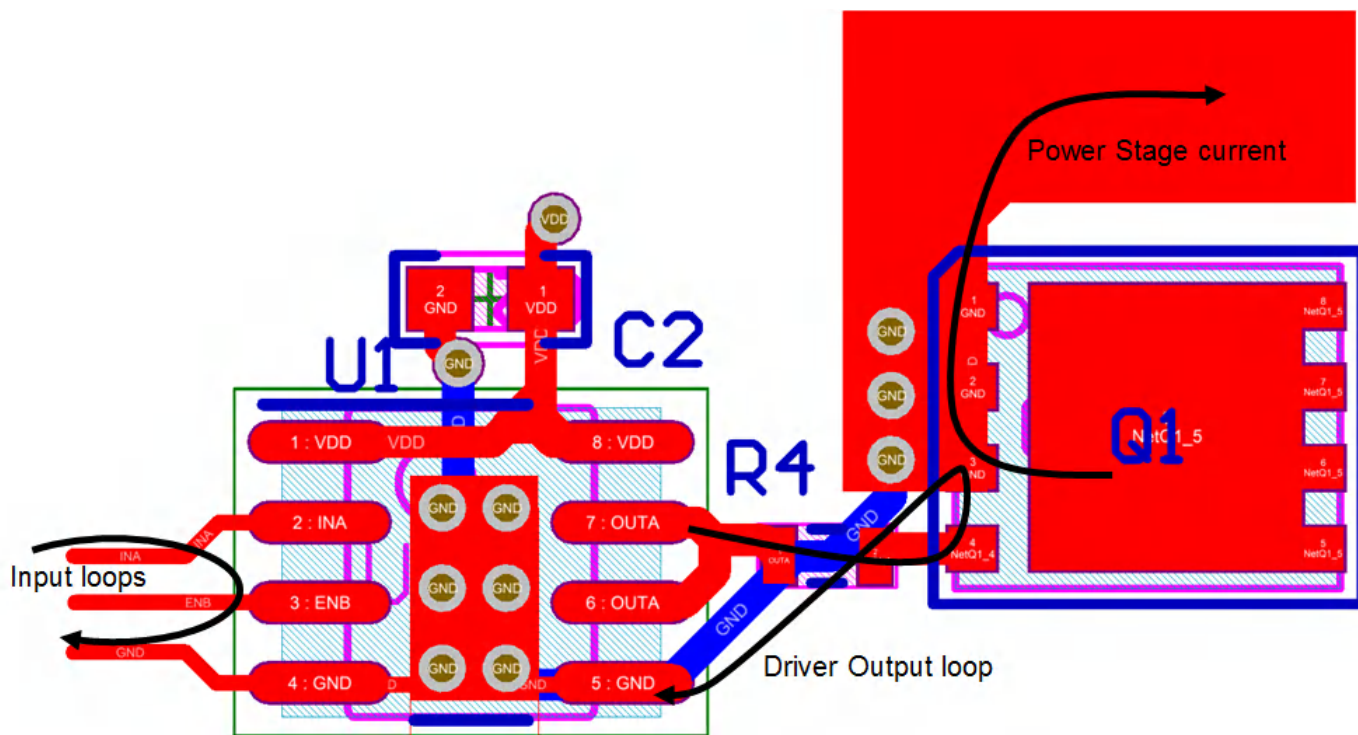 Power Stage current
VDD
2
GND
1
VDD
VDD
U1
C2
GND
1
GND
8
NetQ1_5
D
2
GND
7
NetQ1_5
1 : VDD
VDD
8 : VDD
NetQ1_5
Q1
GND
R4
3
GND
6
NetQ1_5
2 : INA
GND
GND
7 : OUTA
GND
INA
INA
OUTA
4
NetQ1_4
5
NetQ1_5
Input loops
ENB
3 : ENB
GND
GND
6 : OUTA
GND
GND
4 : GND
D
GND
GND
GND
5 : GND
Driver Output loop